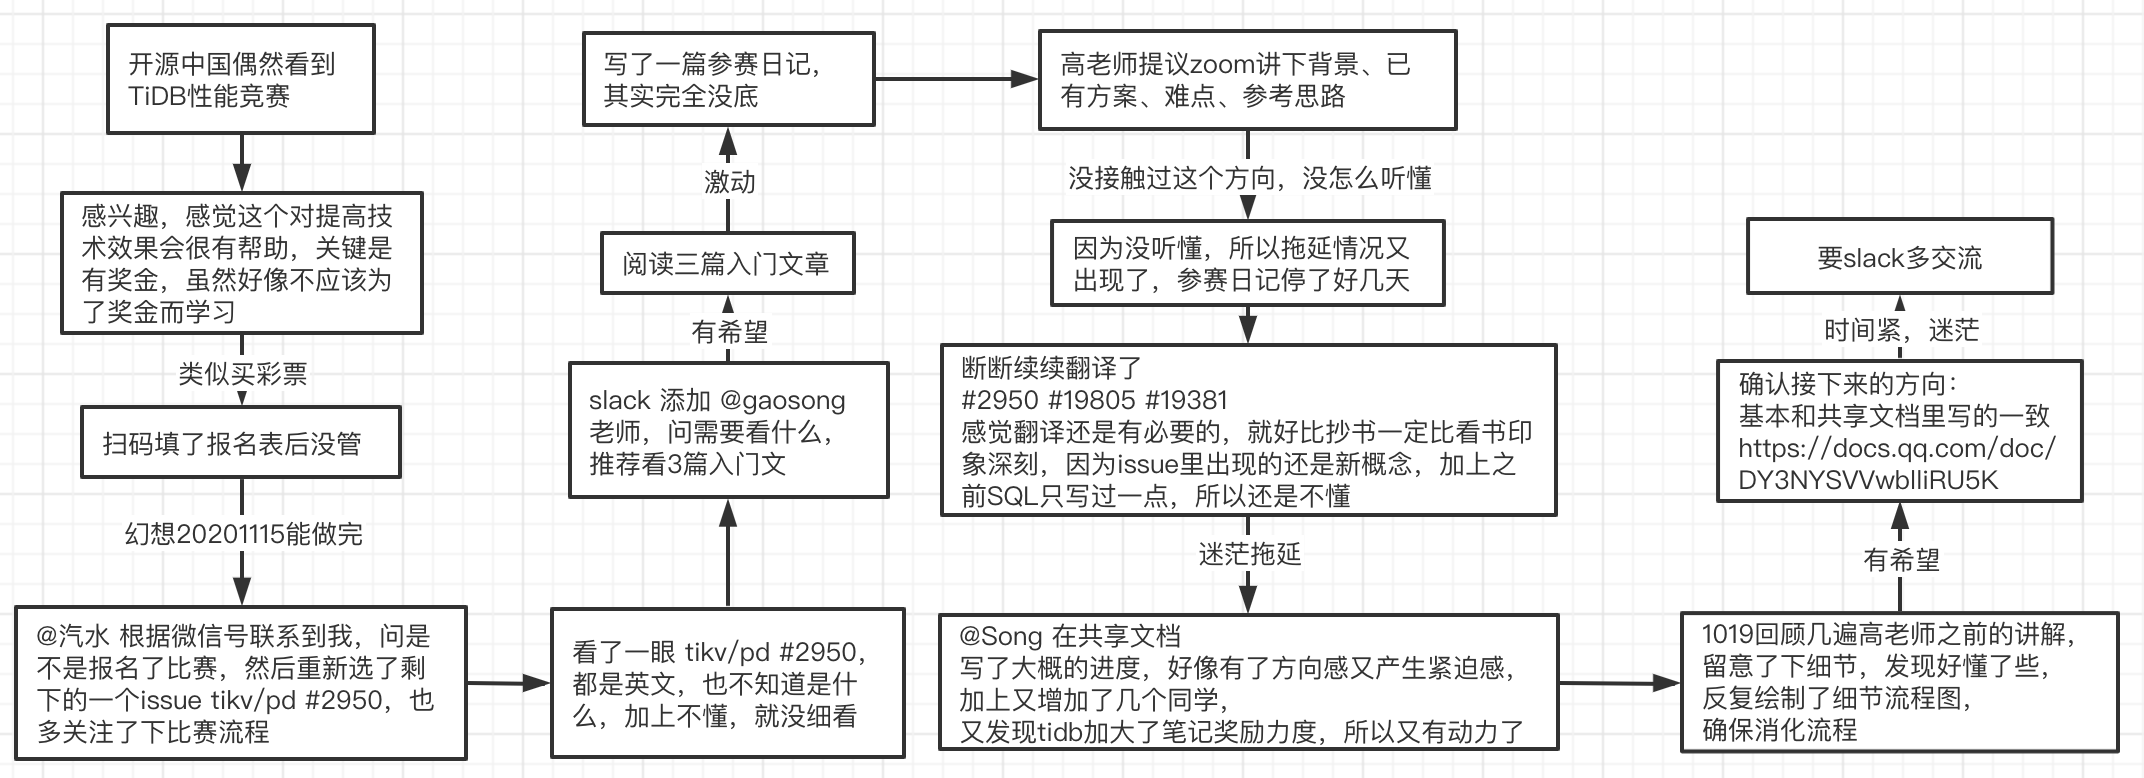 开源中国偶然看到
TiDB性能竞赛
感兴趣，感觉这个对提高技
术效果会很有帮助，关键是
有奖金，虽然好像不应该为
了奖金而学习
类似买彩票
扫码填了报名表后没管
幻想20201115能做完
@汽水 根据微信号联系到我，问是
不是报名了比赛，然后重新选了剩
下的一个issue tikv/pd #2950，也
多关注了下比赛流程
看了一眼 tikv/pd #2950，
都是英文，也不知道是什
么，加上不懂，就没细看
slack 添加 @gaosong
老师，问需要看什么，
推荐看3篇入门文
有希望
阅读三篇入门文章
激动
写了一篇参赛日记，
其实完全没底
高老师提议zoom讲下背景、已
有方案、难点、参考思路
没接触过这个方向，没怎么听懂
因为没听懂，所以拖延情况又
出现了，参赛日记停了好几天
断断续续翻译了
#2950 #19805 #19381
感觉翻译还是有必要的，就好比抄书一定比看书印
象深刻，因为issue里出现的还是新概念，加上之
前SQL只写过一点，所以还是不懂
迷茫拖延
@Song 在共享文档
写了大概的进度，好像有了方向感又产生紧迫感，
加上又增加了几个同学，
又发现tidb加大了笔记奖励力度，所以又有动力了
1019回顾几遍高老师之前的讲解，
留意了下细节，发现好懂了些，
反复绘制了细节流程图，
确保消化流程
有希望
确认接下来的方向：
基本和共享文档里写的一致
https://docs.qq.com/doc/
DY3NYSVVwblliRU5K
时间紧，迷茫
要slack多交流